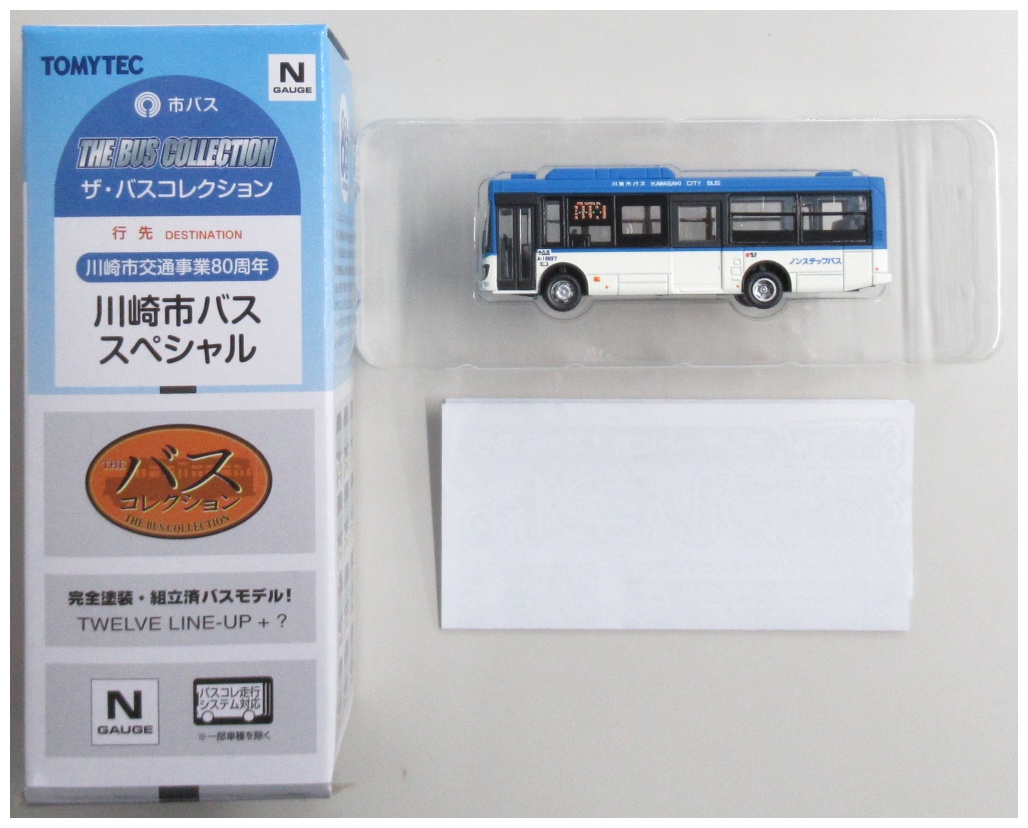 TOMYTEC
N
GAUGE
市バス
THE BUS COLLECTION
ザ・バスコレクション
行先 DESTINATION
川崎市交通事業80周年
川崎市バス
スペシャル
THE
バス
コレクション
THE BUS COLLECTION
完全塗装・組立済バスモデル!
TWELVE LINE-UP + ?
N
GAUGE
バスコレ走行
システム対応
※一部車種を除く
川崎市バス KAWASAKI CITY BUS
ノンステップバス